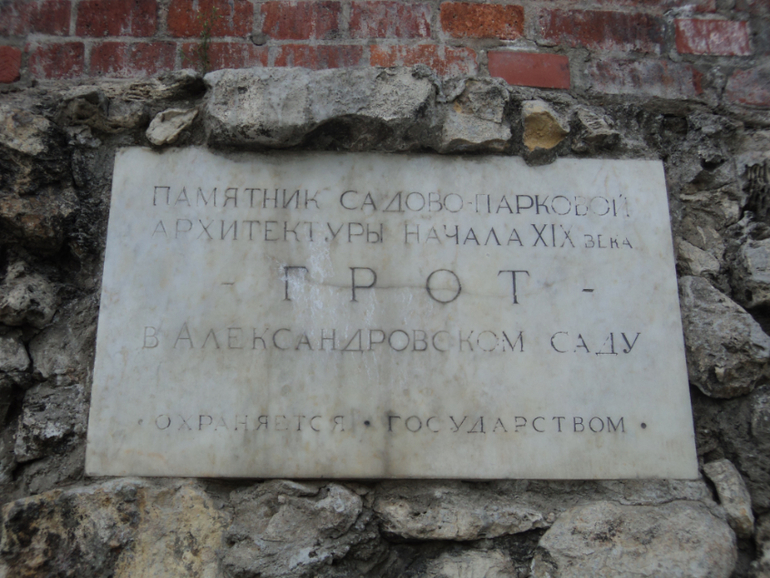 ПАМЯТНИК САДОВО-ПАРКОВОЙ
АРХИТЕКТУРЫ НАЧАЛА XIX ВЕКА
- ГРОТ -
В АЛЕКСАНДРОВСКОМ САДУ
· ОХРАНЯЕТСЯ · ГОСУДАРСТВОМ ·